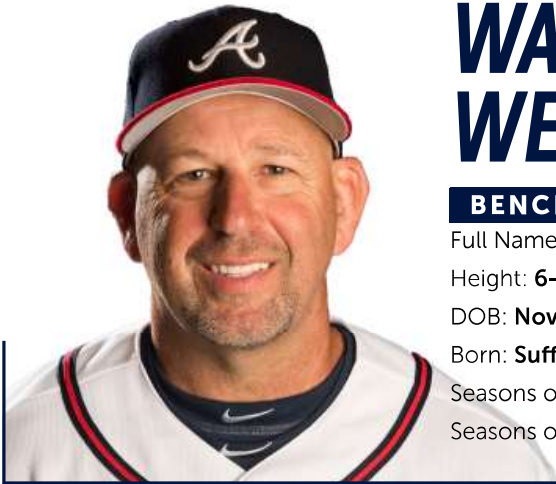 A
WA
WE
BENC
Full Name
Height: 6-
DOB: Nov
Born: Suff
Seasons o
Seasons o